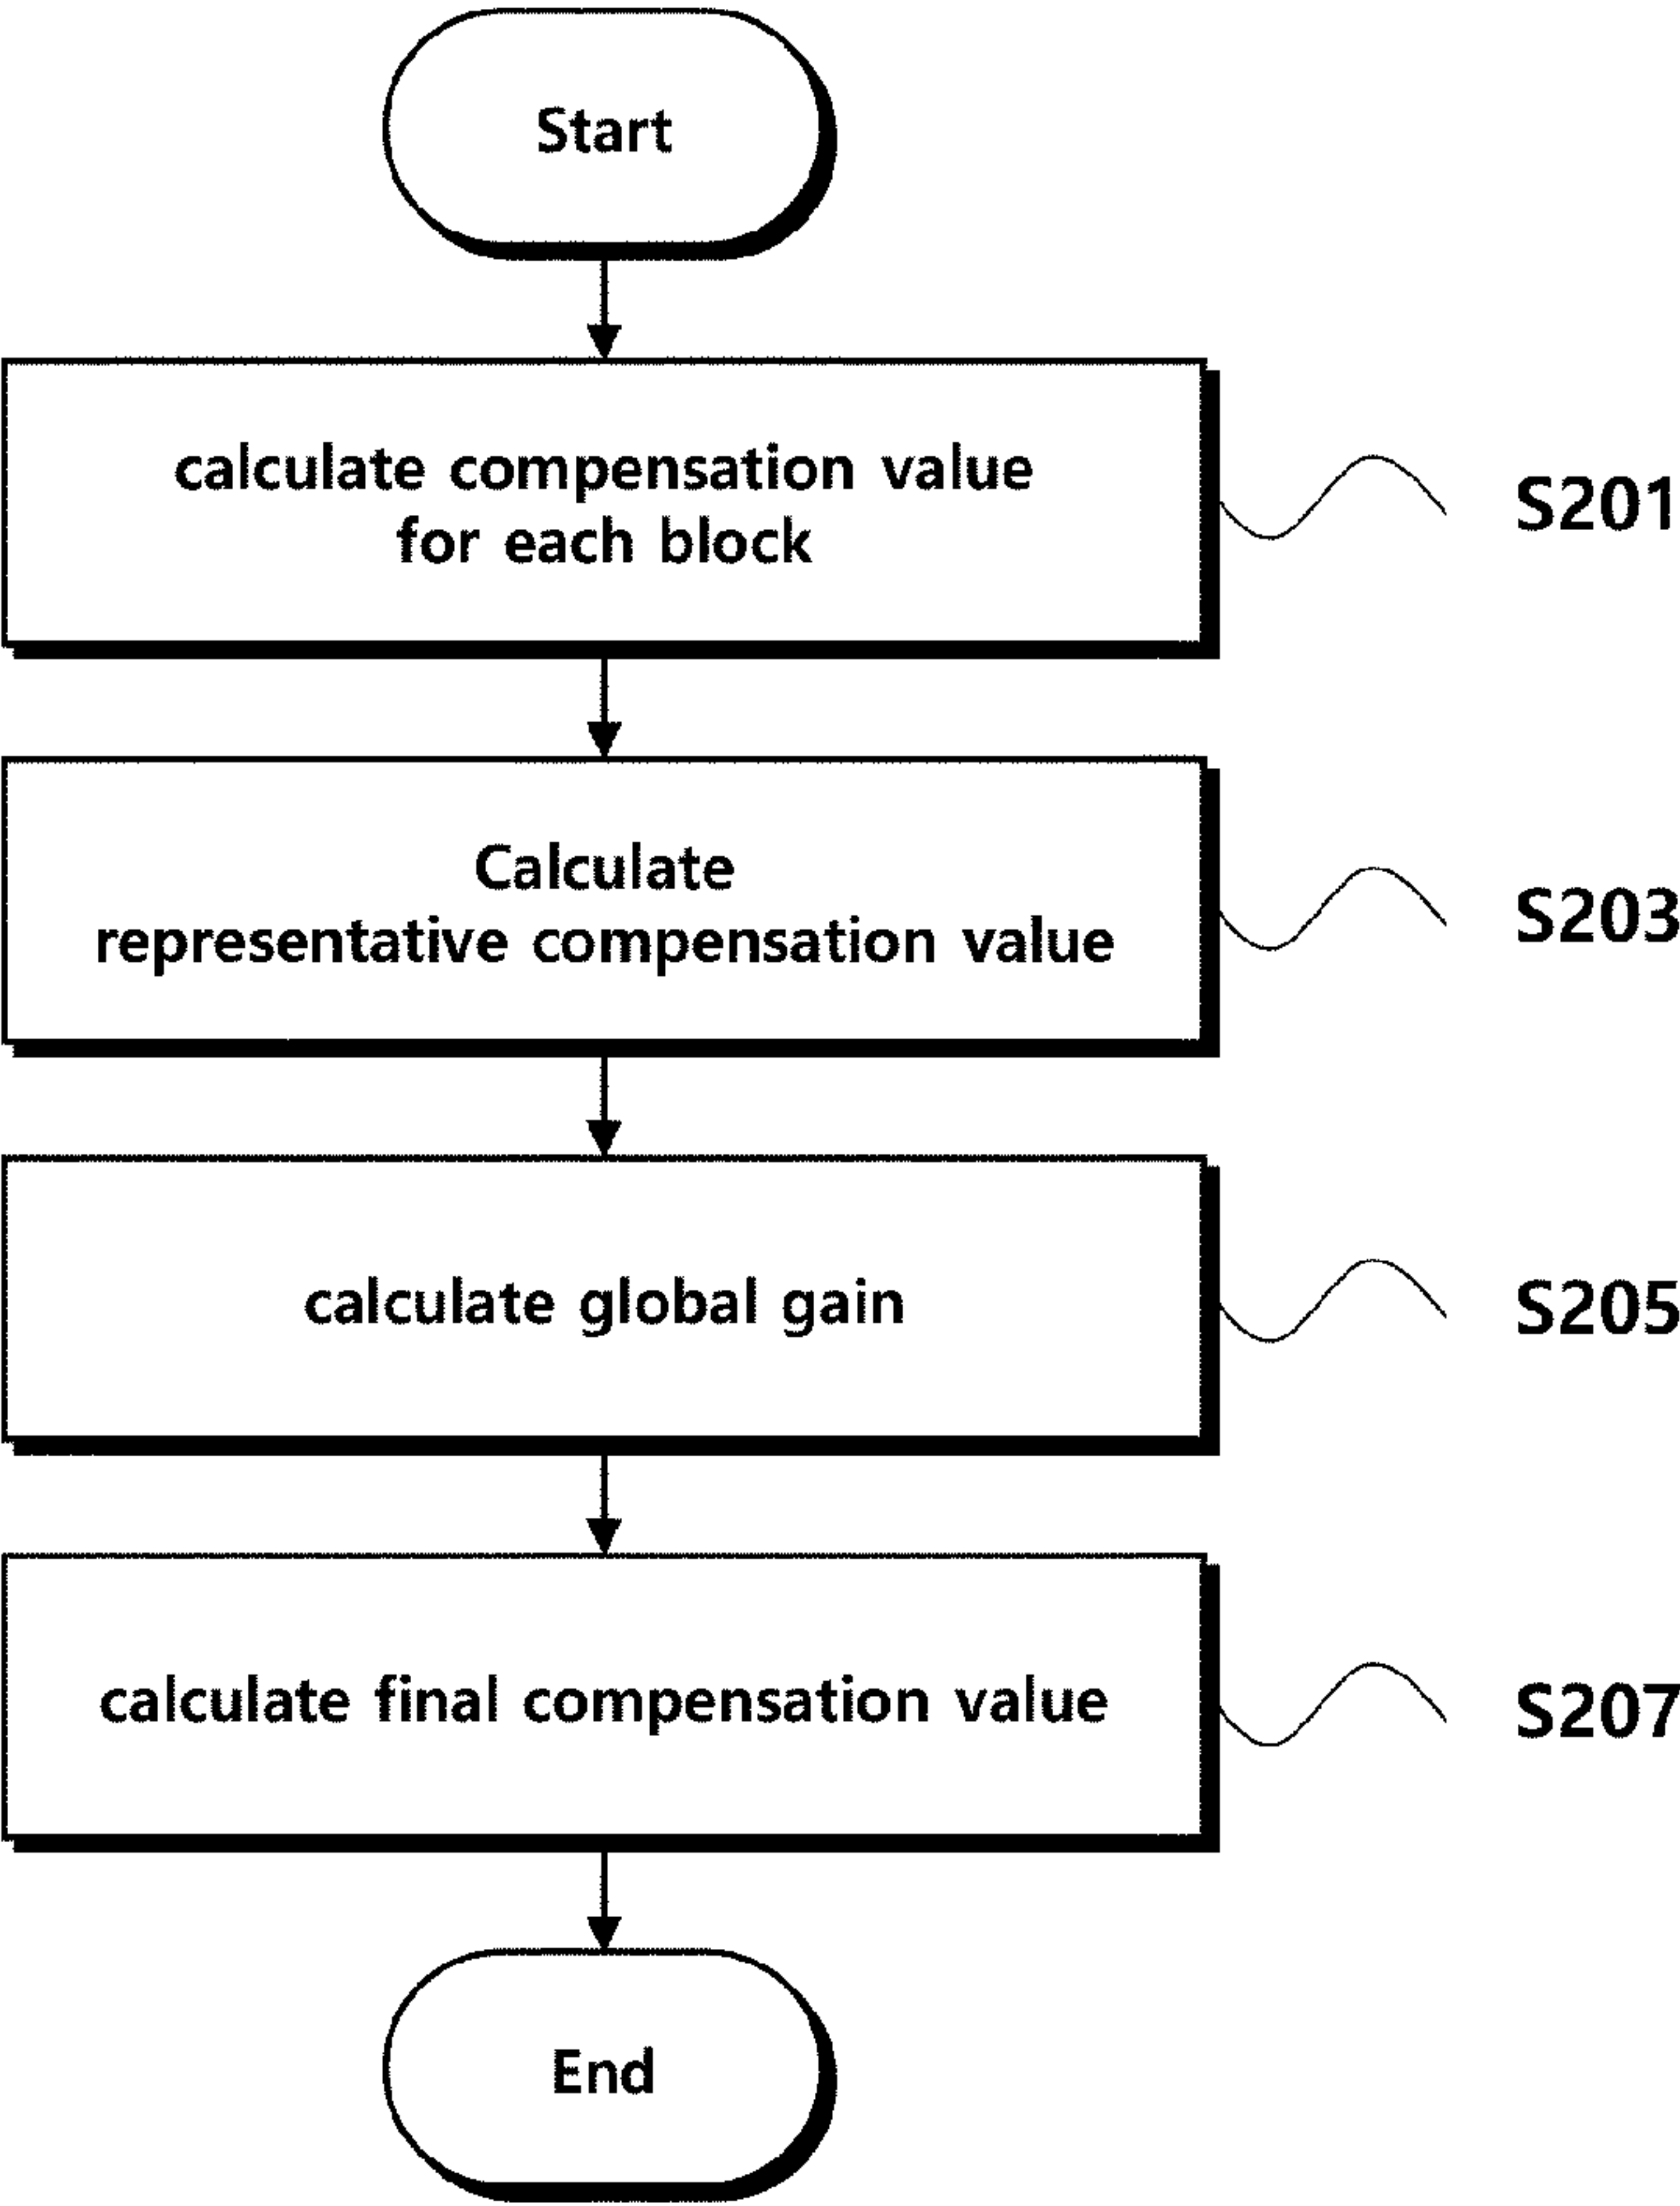 Start
calculate compensation value
for each block
S201
Calculate
representative compensation value
S203
calculate global gain
S205
calculate final compensation value
S207
End